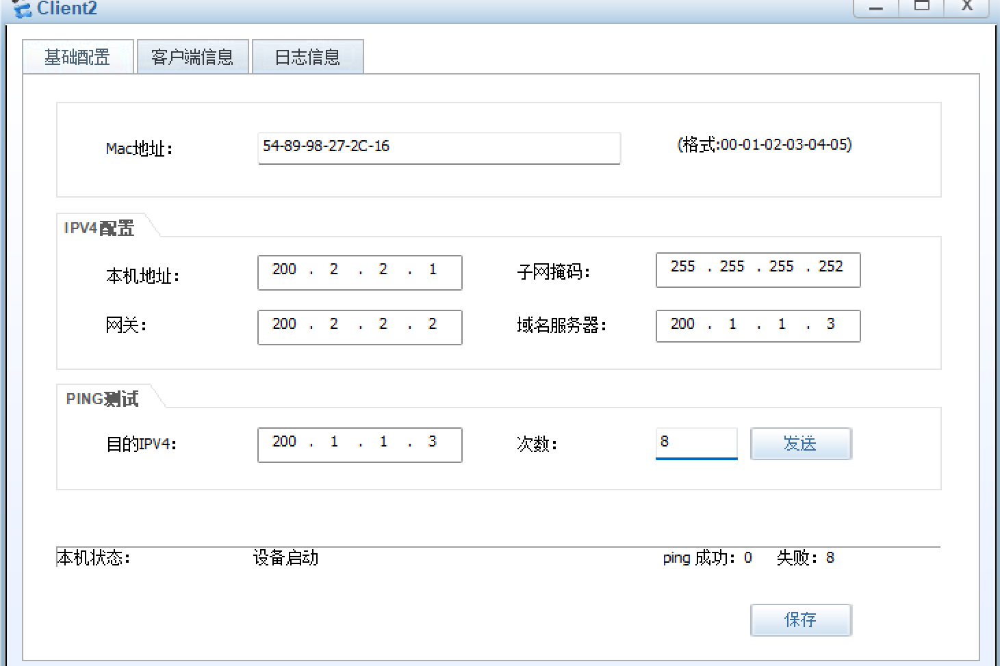 Client2
基础配置 客户端信息 日志信息
Mac地址： 54-89-98-27-2C-16 (格式:00-01-02-03-04-05)
IPV4配置
本机地址： 200 . 2 . 2 . 1 子网掩码： 255 . 255 . 255 . 252
网关： 200 . 2 . 2 . 2 域名服务器： 200 . 1 . 1 . 3
PING测试
目的IPV4： 200 . 1 . 1 . 3 次数： 8 发送
本机状态： 设备启动 ping 成功：0 失败：8
保存